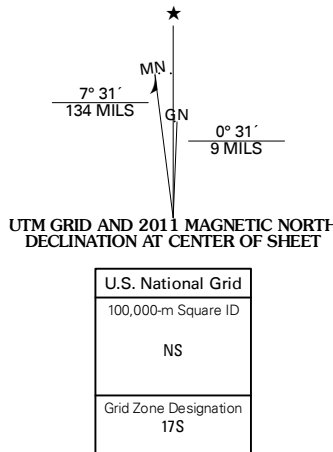 ★
MN
7° 31´
134 MILS
GN
0° 31´
9 MILS
UTM GRID AND 2011 MAGNETIC NORTH
DECLINATION AT CENTER OF SHEET
U.S. National Grid
100,000-m Square ID
NS
Grid Zone Designation
17S